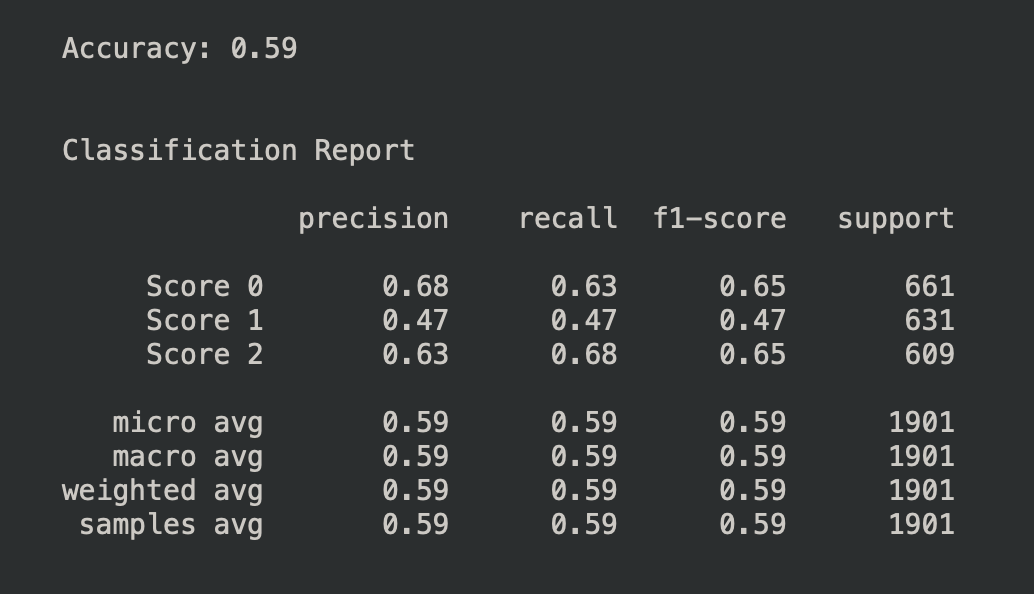 Accuracy: 0.59
Classification Report
precision recall f1-score support
Score 0 0.68 0.63 0.65 661
Score 1 0.47 0.47 0.47 631
Score 2 0.63 0.68 0.65 609
micro avg 0.59 0.59 0.59 1901
macro avg 0.59 0.59 0.59 1901
weighted avg 0.59 0.59 0.59 1901
samples avg 0.59 0.59 0.59 1901